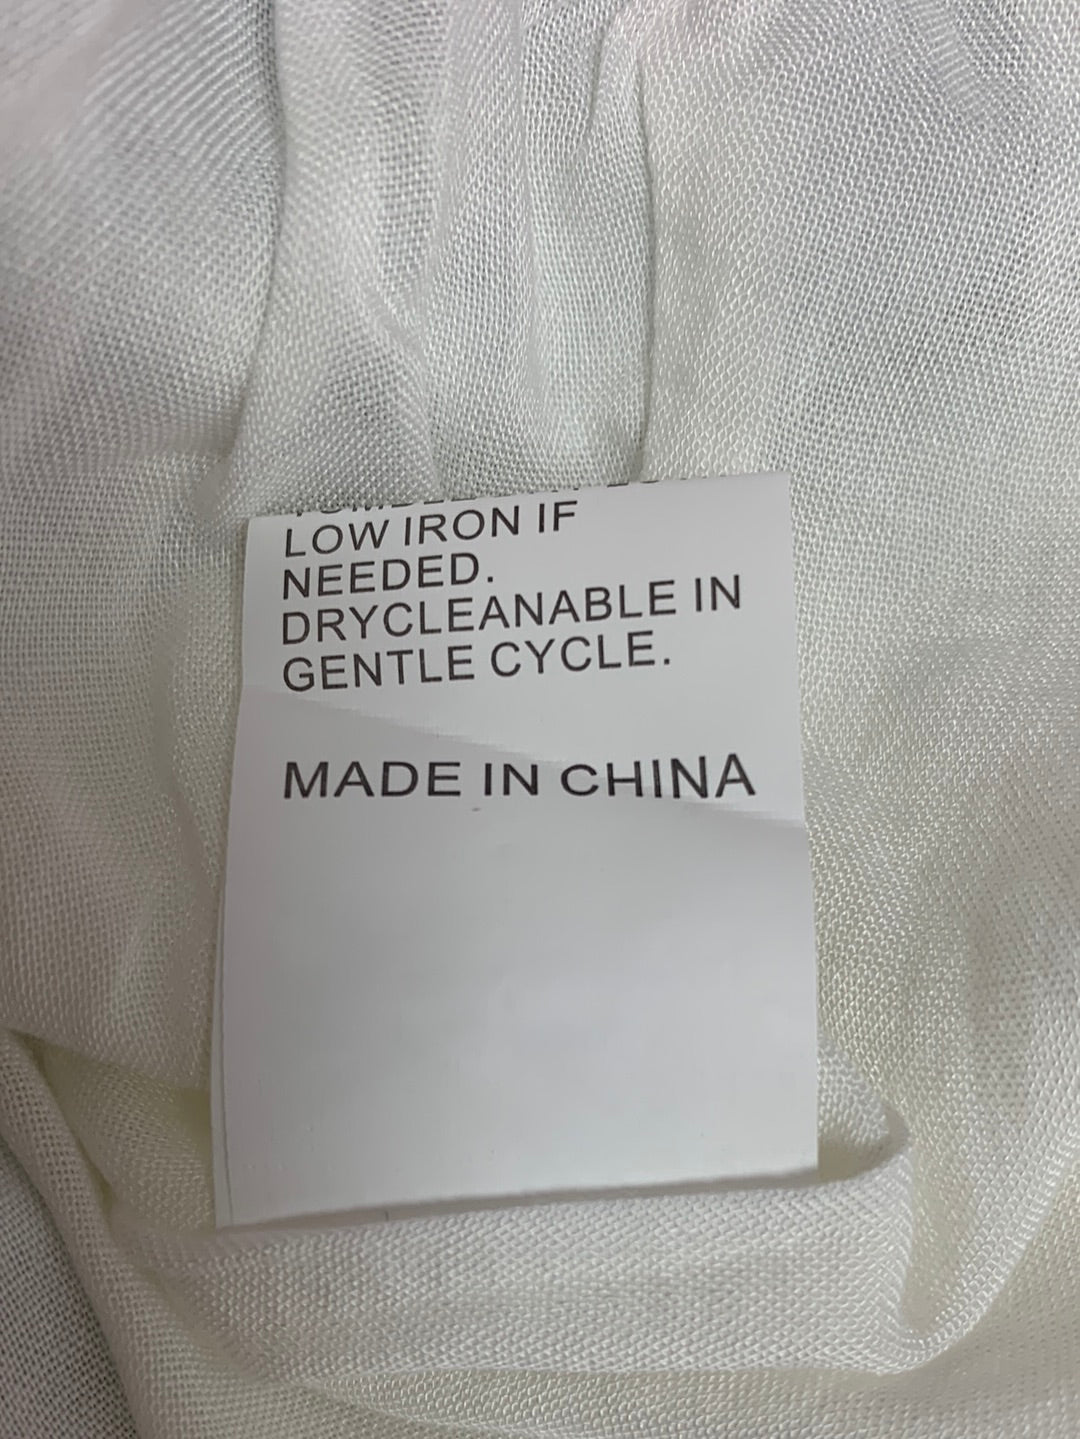 LOW IRON IF
NEEDED.
DRYCLEANABLE IN
GENTLE CYCLE.
MADE IN CHINA